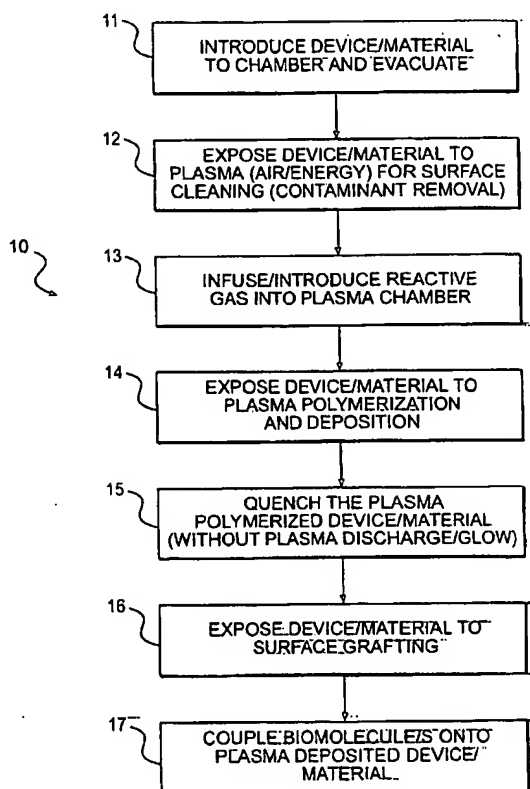 11
INTRODUCE DEVICE/MATERIAL
TO CHAMBER AND EVACUATE
12
EXPOSE DEVICE/MATERIAL TO
PLASMA (AIR/ENERGY) FOR SURFACE
CLEANING (CONTAMINANT REMOVAL)
10
13
INFUSE/INTRODUCE REACTIVE
GAS INTO PLASMA CHAMBER
14
EXPOSE DEVICE/MATERIAL TO
PLASMA POLYMERIZATION
AND DEPOSITION
15
QUENCH THE PLASMA
POLYMERIZED DEVICE/MATERIAL
(WITHOUT PLASMA DISCHARGE/GLOW)
16
EXPOSE DEVICE/MATERIAL TO
SURFACE GRAFTING
17
COUPLE BIOMOLECULE/S ONTO
PLASMA DEPOSITED DEVICE/
MATERIAL